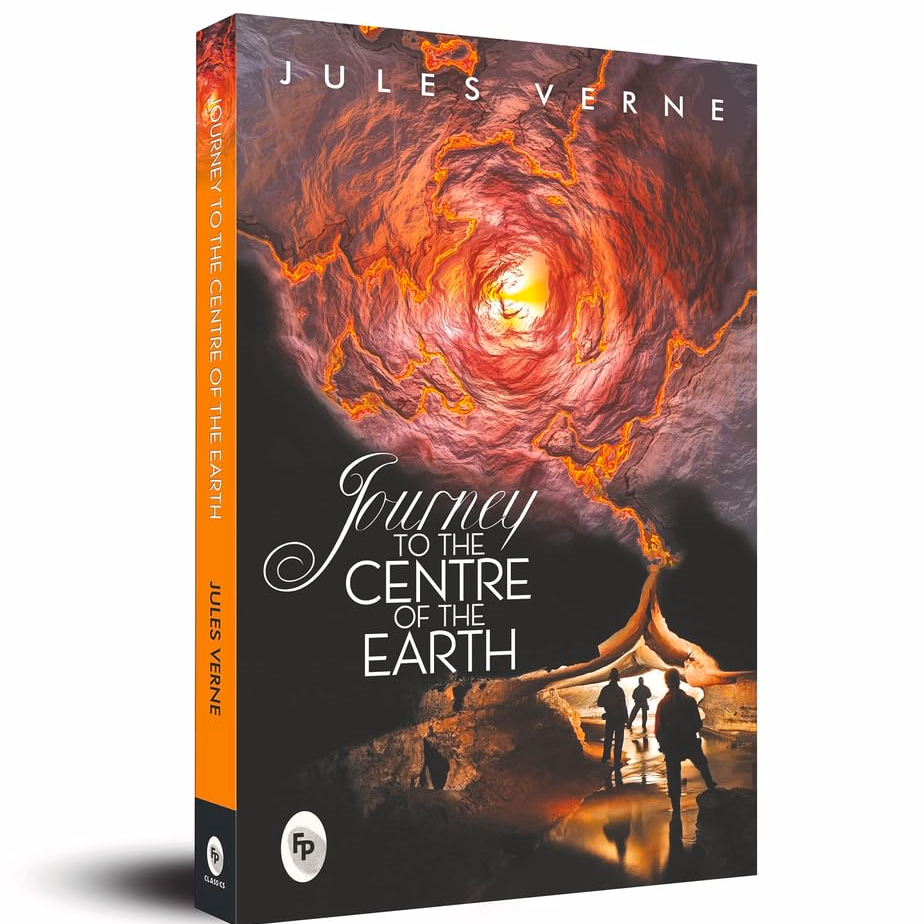 JULES VERNE
Journey
TO THE
CENTRE
OF THE
EARTH
FP
JOURNEY TO THE CENTRE OF THE EARTH
JULES VERNE
FP
CLASSICS